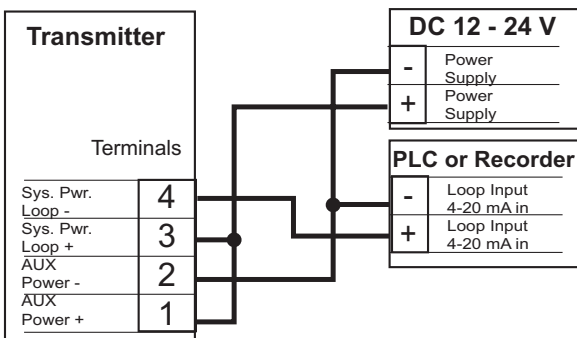 Transmitter
Terminals
Sys. Pwr.
Loop -
4
Sys. Pwr.
Loop +
3
AUX
Power -
2
AUX
Power +
1
DC 12 - 24 V
-
Power
Supply
+
Power
Supply
PLC or Recorder
-
Loop Input
4-20 mA in
+
Loop Input
4-20 mA in